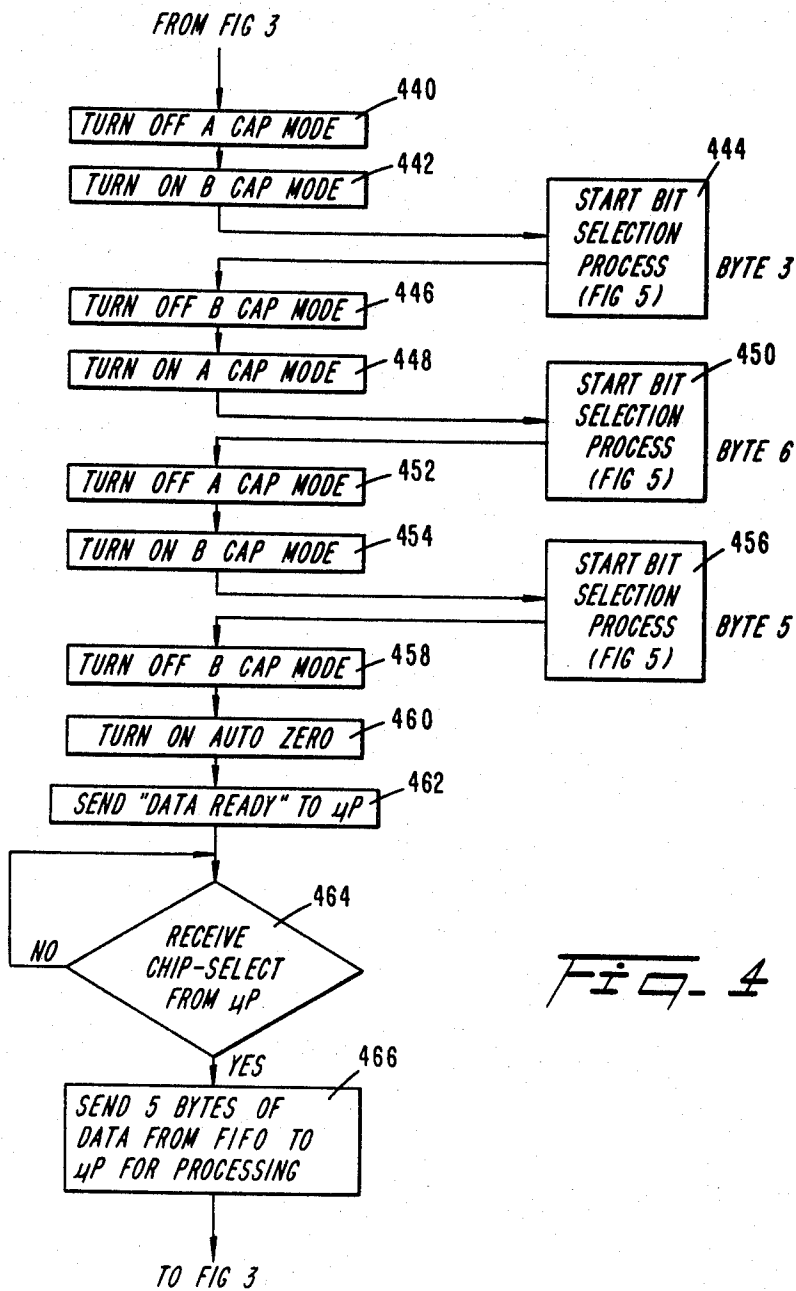 FROM FIG 3
440
TURN OFF A CAP MODE
442
TURN ON B CAP MODE
444
START BIT
SELECTION
PROCESS
(FIG 5)
BYTE 3
446
TURN OFF B CAP MODE
448
TURN ON A CAP MODE
450
START BIT
SELECTION
PROCESS
(FIG 5)
BYTE 6
452
TURN OFF A CAP MODE
454
TURN ON B CAP MODE
456
START BIT
SELECTION
PROCESS
(FIG 5)
BYTE 5
458
TURN OFF B CAP MODE
460
TURN ON AUTO ZERO
462
SEND "DATA READY" TO μP
464
RECEIVE
CHIP-SELECT
FROM μP
NO
YES
466
SEND 5 BYTES OF
DATA FROM FIFO TO
μP FOR PROCESSING
TO FIG 3
Fig. 4